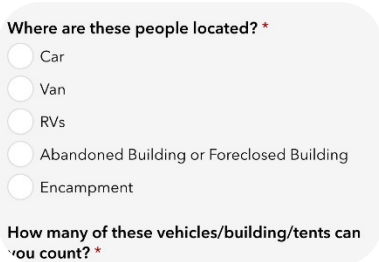 Where are these people located? *
Car
Van
RVs
Abandoned Building or Foreclosed Building
Encampment
How many of these vehicles/building/tents can
you count? *